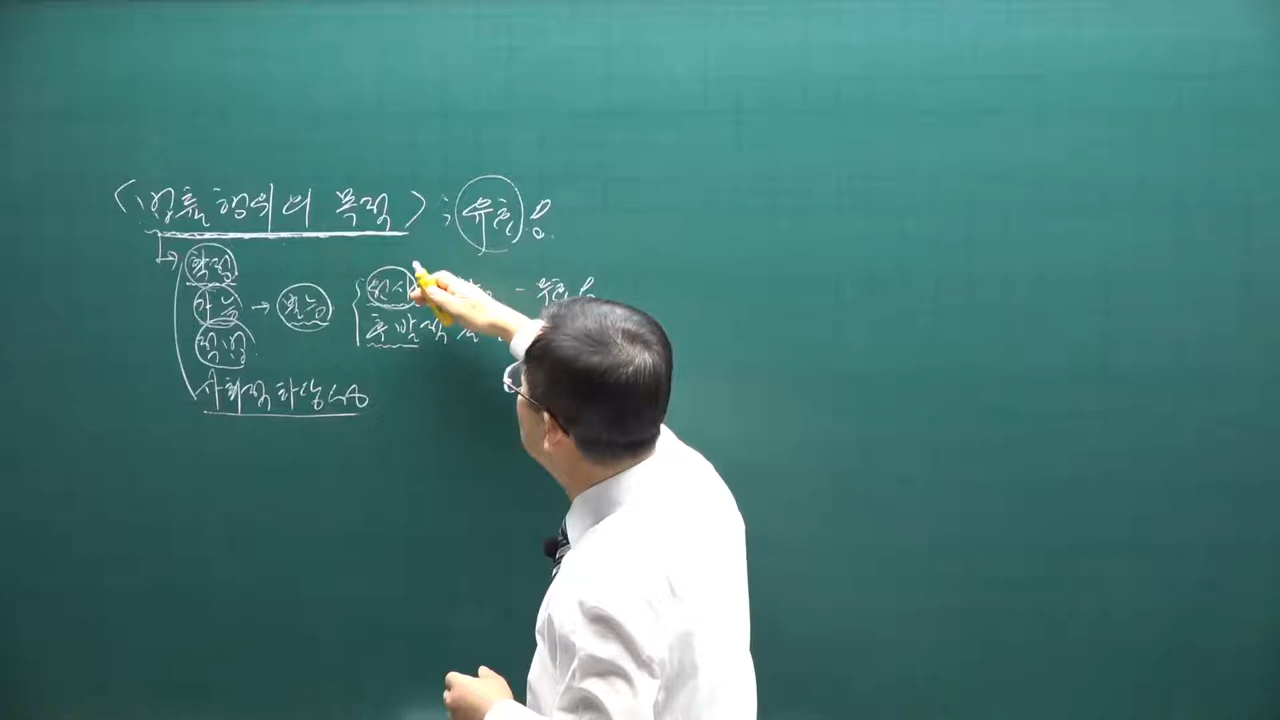 <법률행위의 목적> : 유효!
확정
가능 → 불능 { 원시 - 무효
적법 후발적
사회적 타당성